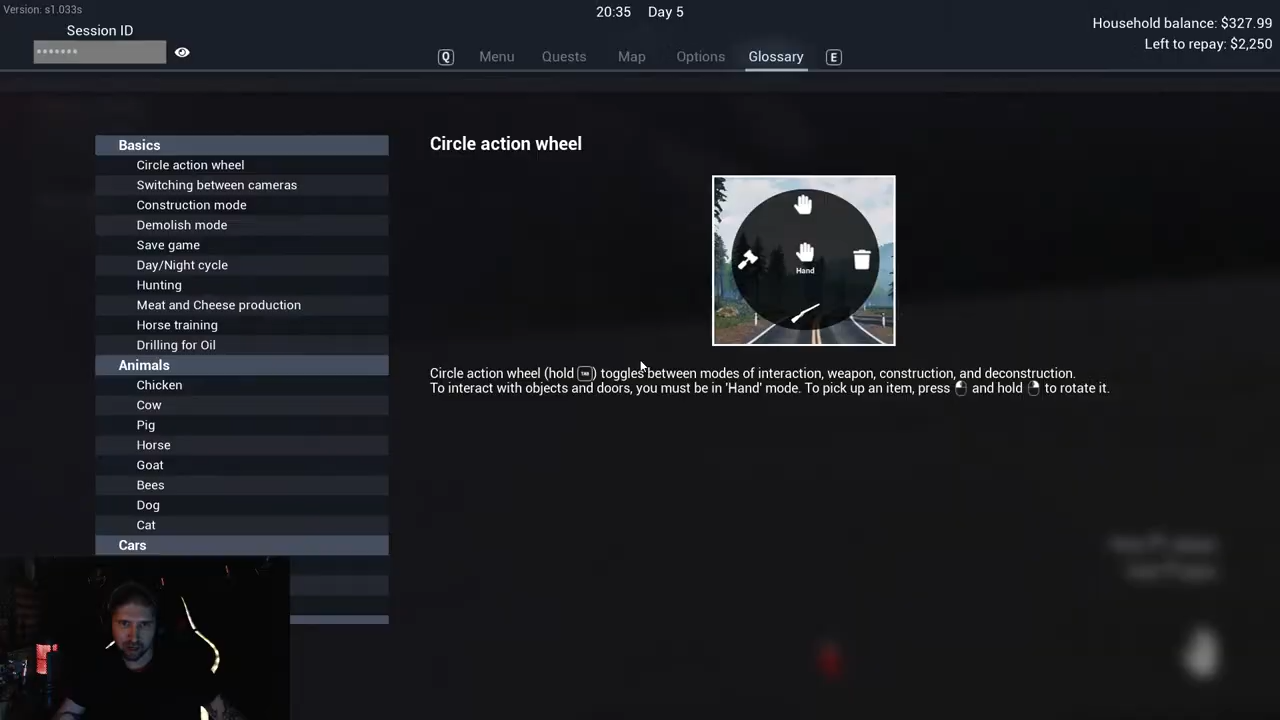 Version: s1.033s
20:35 Day 5
Household balance: $327.99
Session ID
Left to repay: $2,250
Q Menu Quests Map Options Glossary E
Basics
Circle action wheel
Switching between cameras
Construction mode
Demolish mode
Save game
Day/Night cycle
Hunting
Meat and Cheese production
Horse training
Drilling for Oil
Animals
Chicken
Cow
Pig
Horse
Goat
Bees
Dog
Cat
Cars
Circle action wheel
Hand
Circle action wheel (hold TAB) toggles between modes of interaction, weapon, construction, and deconstruction.
To interact with objects and doors, you must be in 'Hand' mode. To pick up an item, press and hold to rotate it.